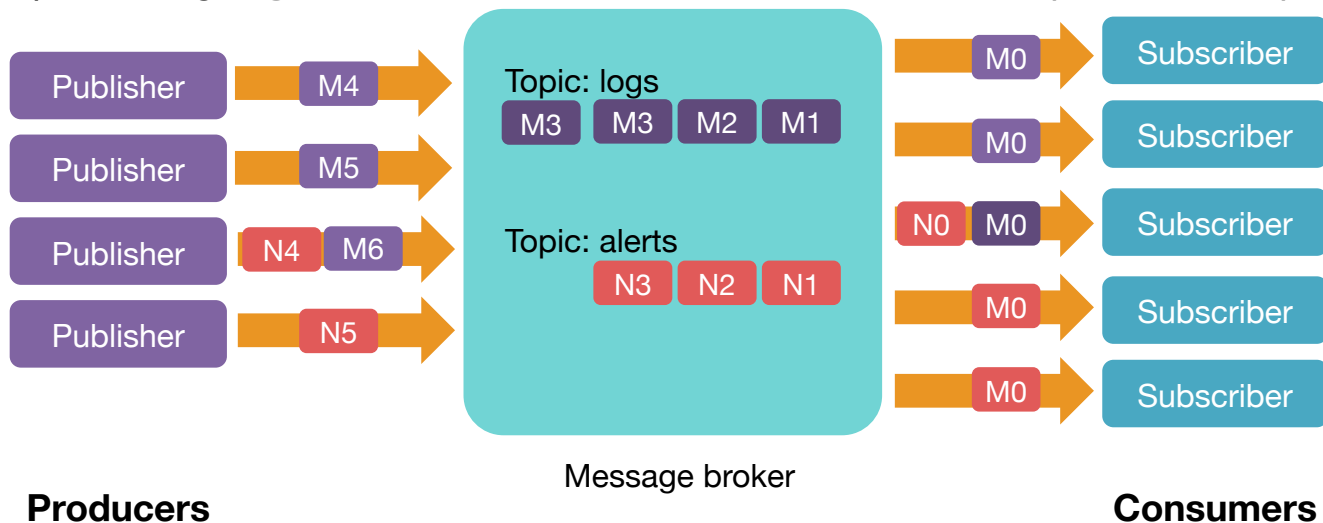 Publisher
M4
Publisher
M5
Publisher
N4 M6
Publisher
N5
Topic: logs
M3 M3 M2 M1
Topic: alerts
N3 N2 N1
Message broker
M0
Subscriber
M0
Subscriber
N0 M0
Subscriber
M0
Subscriber
M0
Subscriber
Producers
Consumers